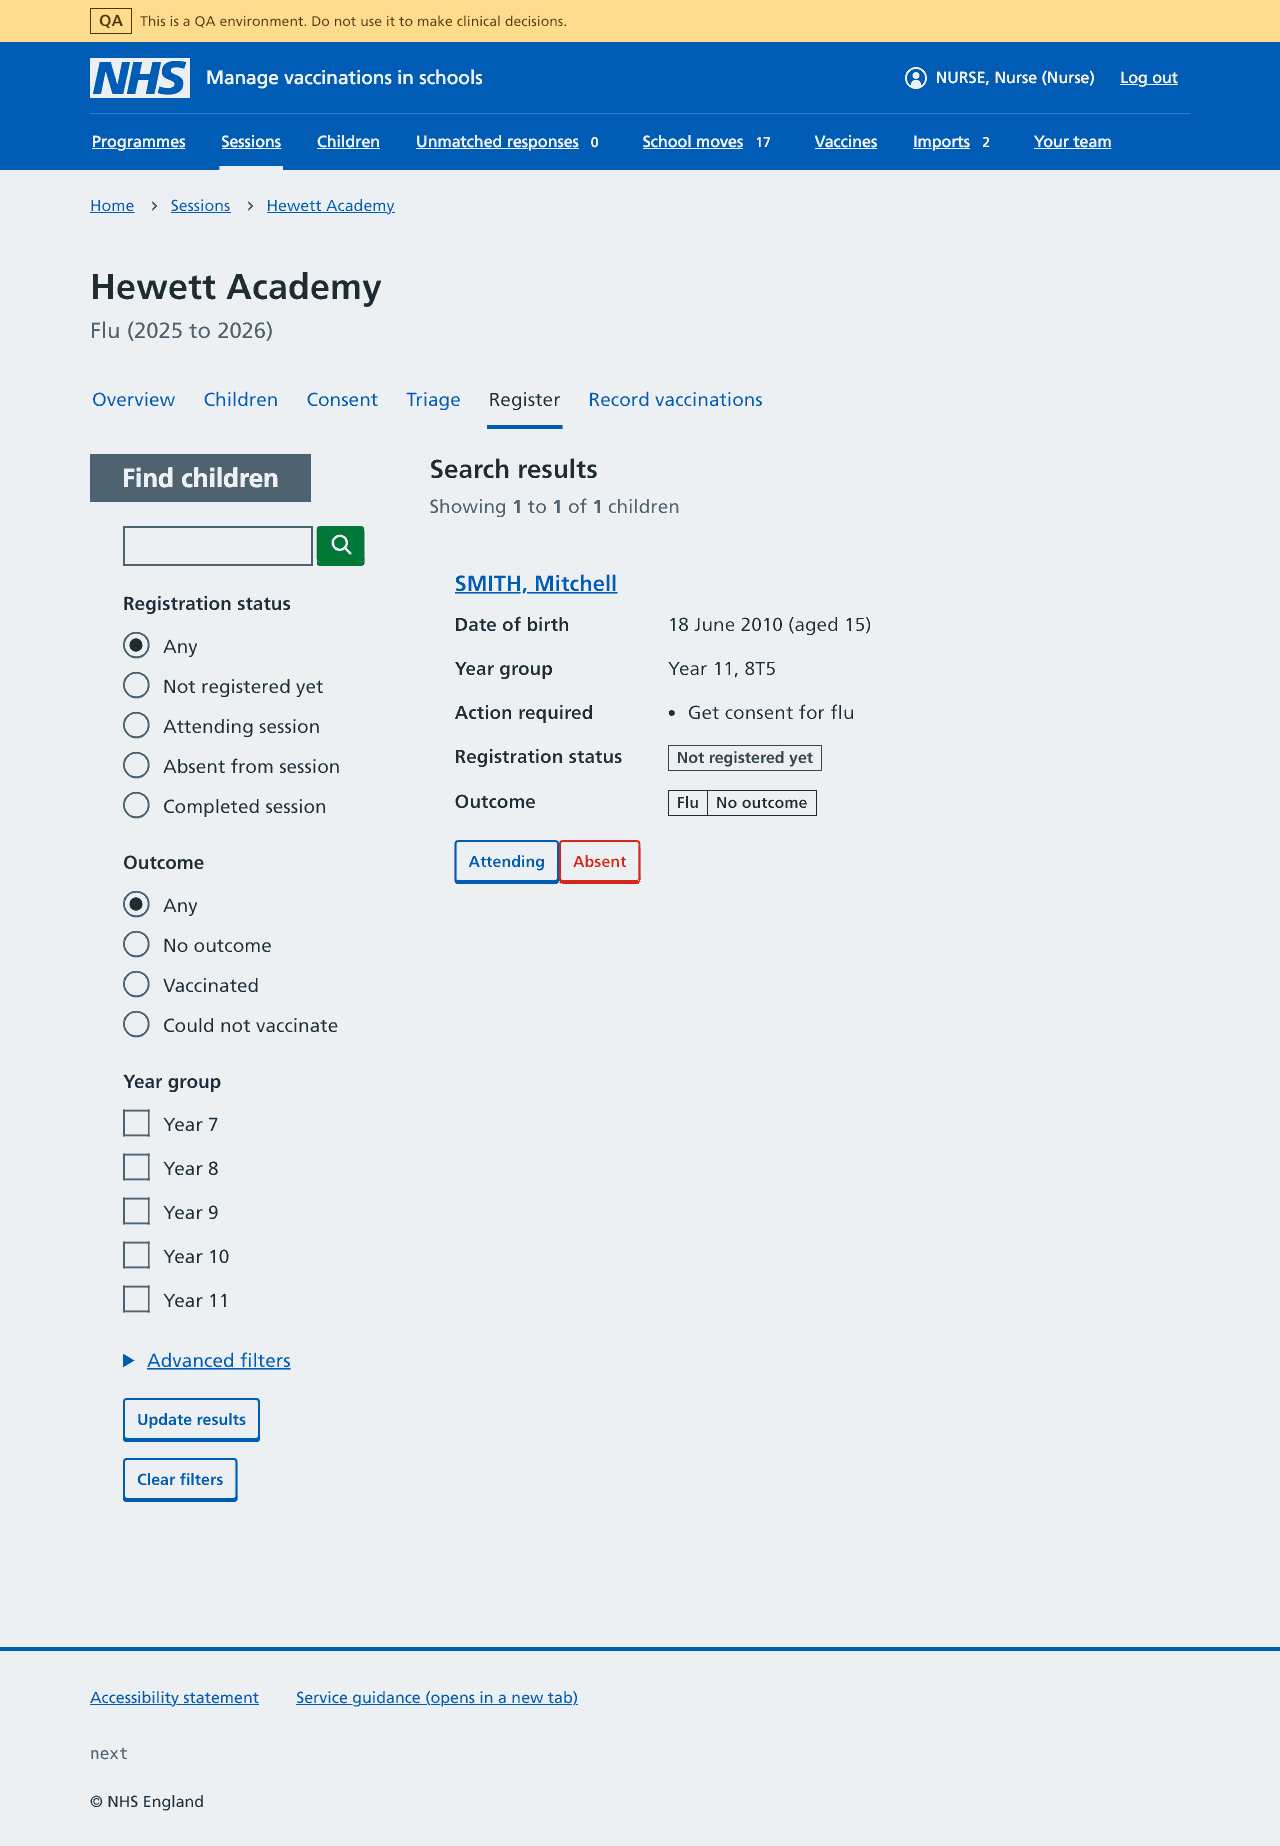 QA This is a QA environment. Do not use it to make clinical decisions.
NHS Manage vaccinations in schools NURSE, Nurse (Nurse) Log out
Programmes Sessions Children Unmatched responses 0 School moves 17 Vaccines Imports 2 Your team
Home Sessions Hewett Academy
Hewett Academy
Flu (2025 to 2026)
Overview Children Consent Triage Register Record vaccinations
Find children
Registration status
Any
Not registered yet
Attending session
Absent from session
Completed session
Outcome
Any
No outcome
Vaccinated
Could not vaccinate
Year group
Year 7
Year 8
Year 9
Year 10
Year 11
Advanced filters
Update results
Clear filters
Search results
Showing 1 to 1 of 1 children
SMITH, Mitchell
Date of birth 18 June 2010 (aged 15)
Year group Year 11, 8T5
Action required • Get consent for flu
Registration status Not registered yet
Outcome Flu No outcome
Attending Absent
Accessibility statement Service guidance (opens in a new tab)
next
© NHS England